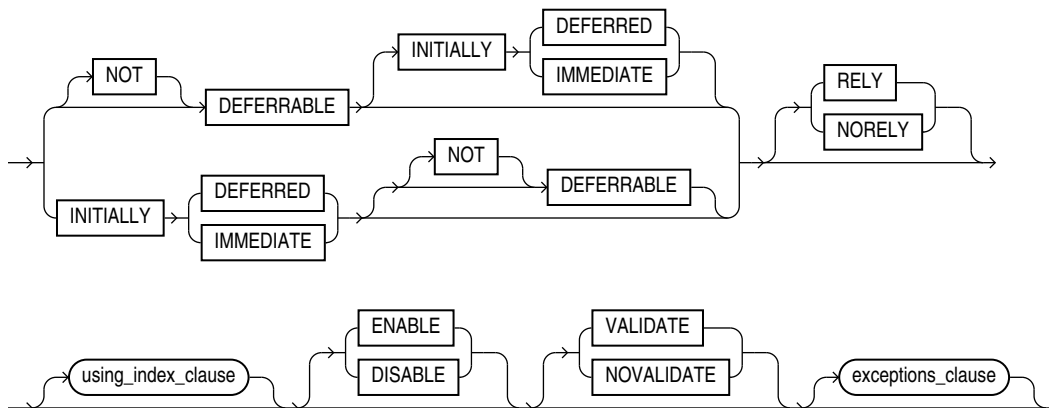 DEFERRED
INITIALLY
IMMEDIATE
NOT
DEFERRABLE
RELY
NORELY
NOT
DEFERRED
DEFERRABLE
INITIALLY
IMMEDIATE
ENABLE
VALIDATE
using_index_clause
DISABLE
NOVALIDATE
exceptions_clause